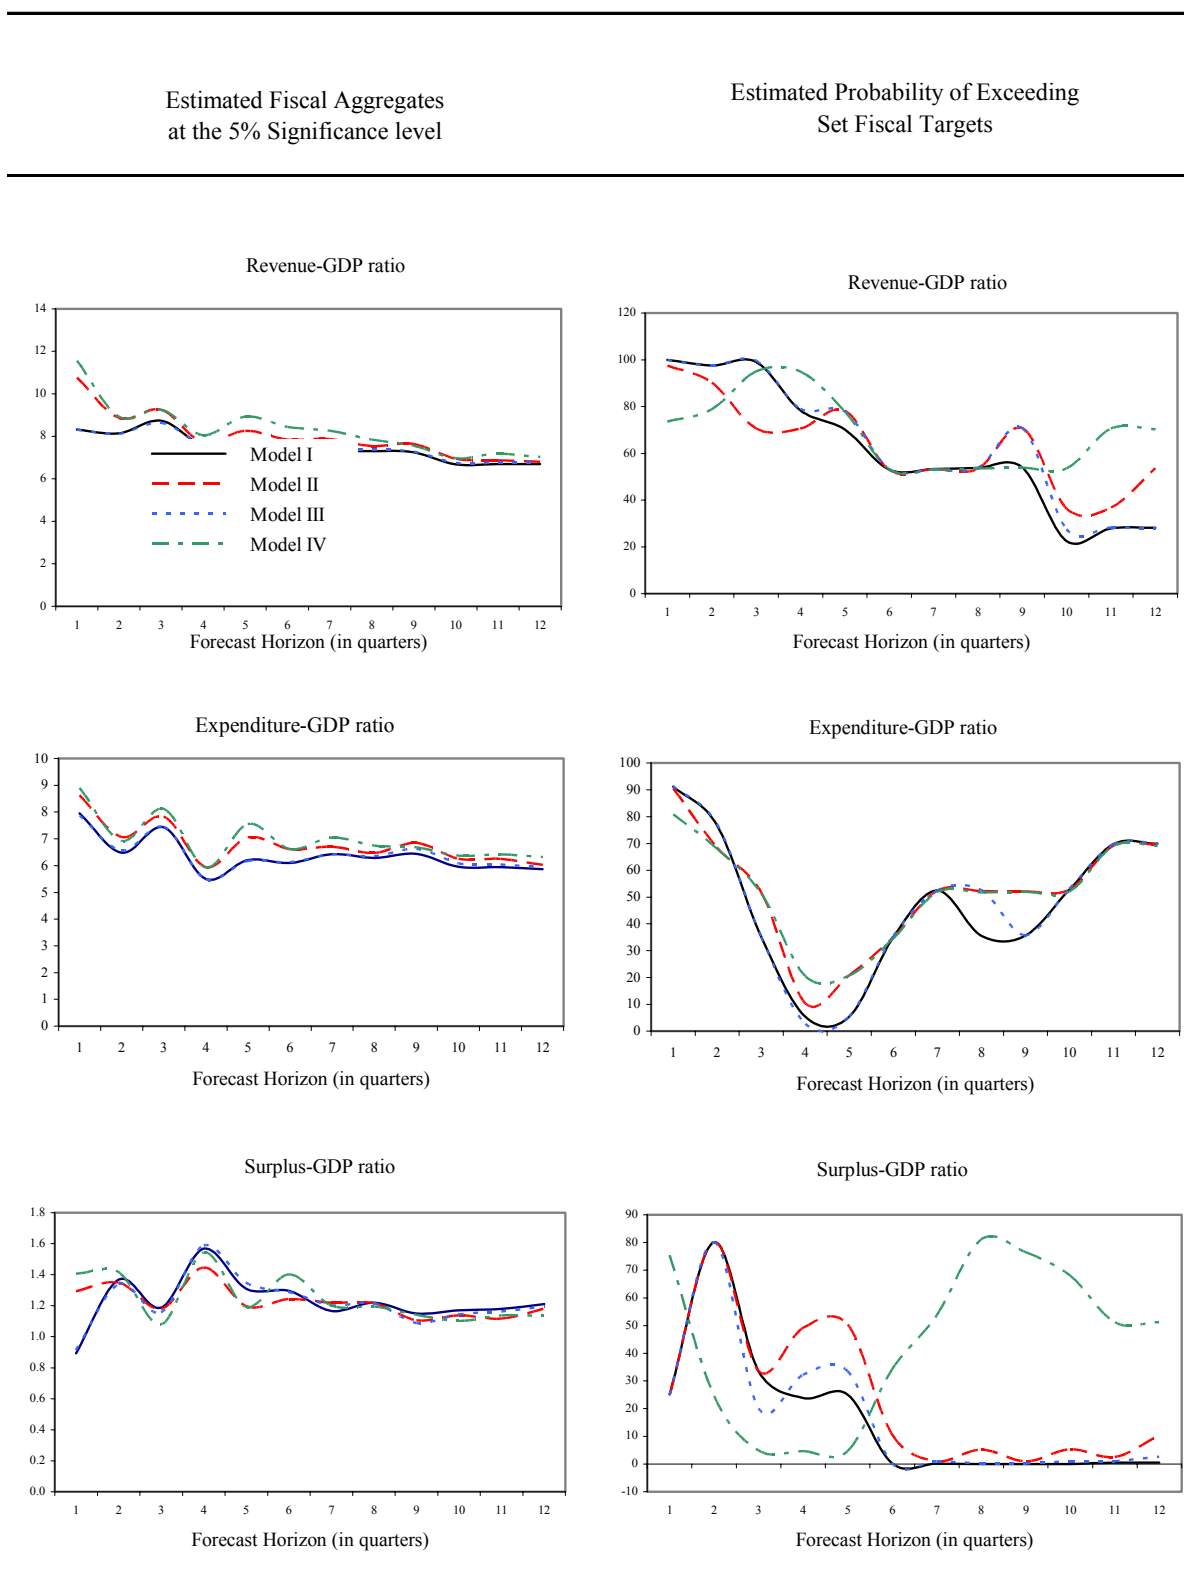 Estimated Fiscal Aggregates
at the 5% Significance level
Estimated Probability of Exceeding
Set Fiscal Targets
Revenue-GDP ratio
14
12
10
8
6
4
2
0
Model I
Model II
Model III
Model IV
1 2 3 4 5 6 7 8 9 10 11 12
Forecast Horizon (in quarters)
Revenue-GDP ratio
120
100
80
60
40
20
0
1 2 3 4 5 6 7 8 9 10 11 12
Forecast Horizon (in quarters)
Expenditure-GDP ratio
10
9
8
7
6
5
4
3
2
1
0
1 2 3 4 5 6 7 8 9 10 11 12
Forecast Horizon (in quarters)
Expenditure-GDP ratio
100
90
80
70
60
50
40
30
20
10
0
1 2 3 4 5 6 7 8 9 10 11 12
Forecast Horizon (in quarters)
Surplus-GDP ratio
1.8
1.6
1.4
1.2
1.0
0.8
0.6
0.4
0.2
0.0
1 2 3 4 5 6 7 8 9 10 11 12
Forecast Horizon (in quarters)
Surplus-GDP ratio
90
80
70
60
50
40
30
20
10
0
-10
1 2 3 4 5 6 7 8 9 10 11 12
Forecast Horizon (in quarters)